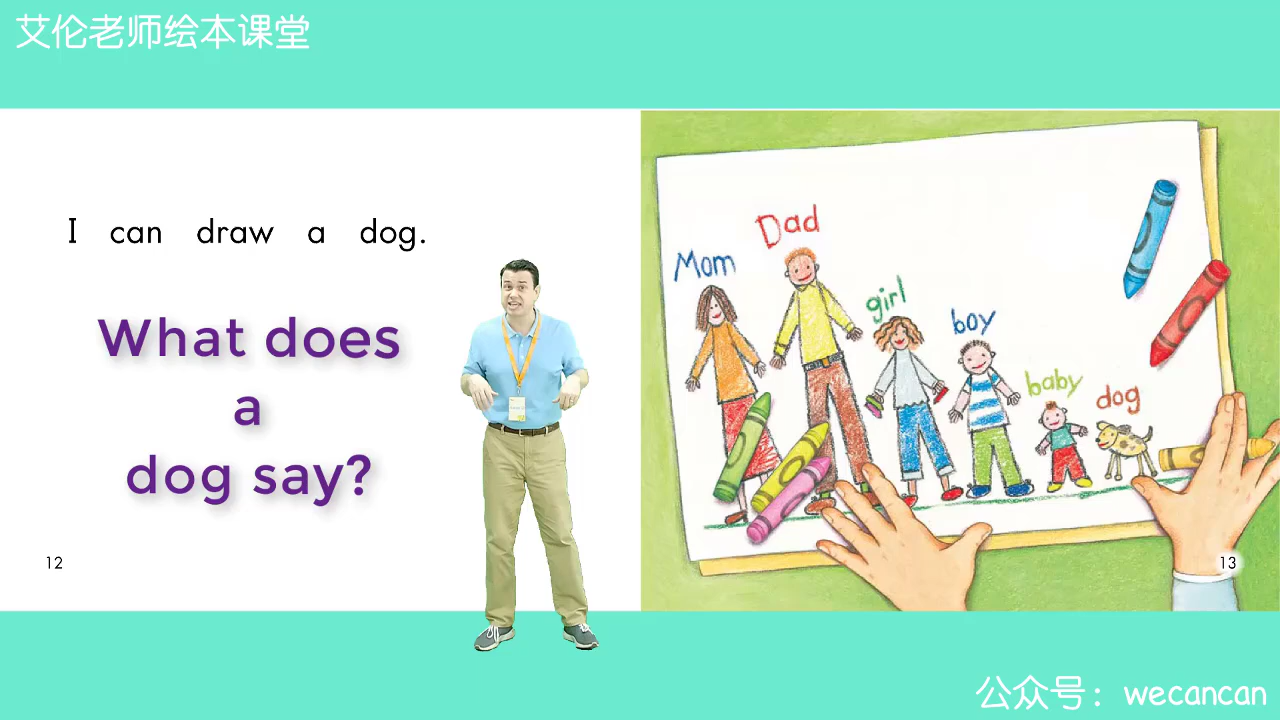 艾伦老师绘本课堂
I can draw a dog.
What does
a
dog say?
12
Mom
Dad
girl
boy
baby
dog
13
公众号：wecancan